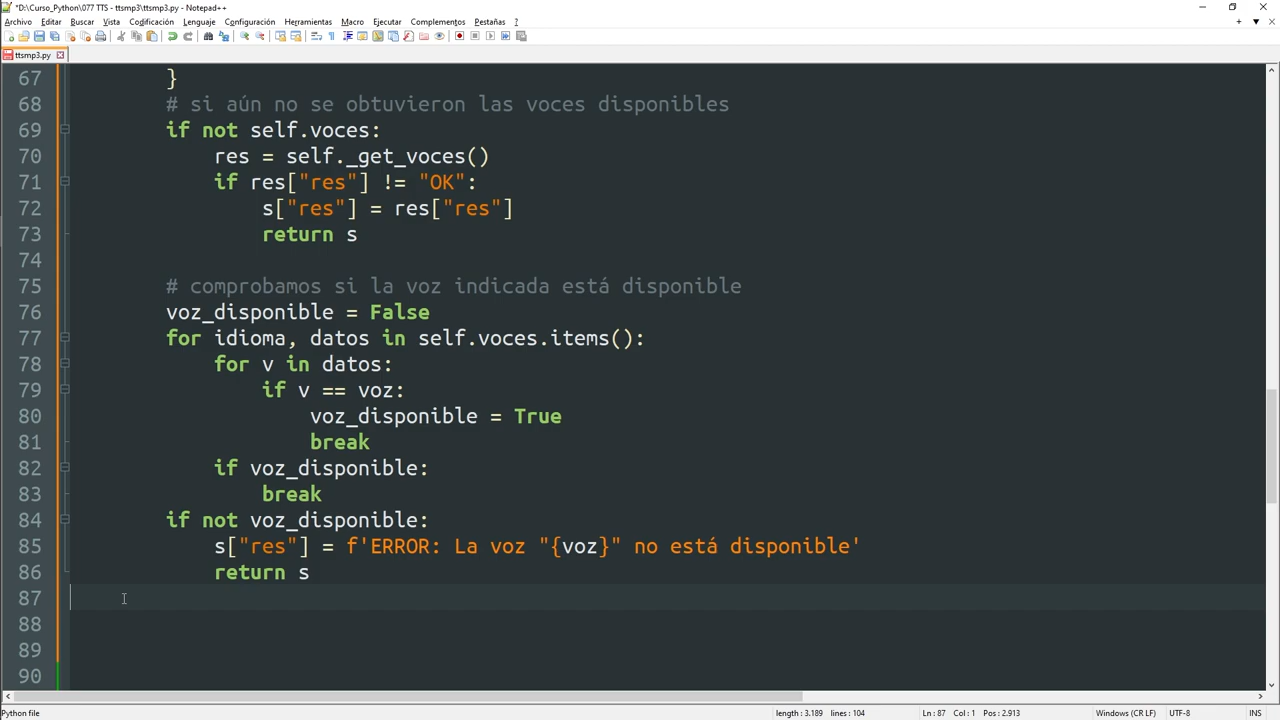 *D:\Curso_Python\077 TTS - ttsmp3\ttsmp3.py - Notepad++
Archivo Editar Buscar Vista Codificación Lenguaje Configuración Herramientas Macro Ejecutar Complementos Pestañas ?
ttsmp3.py
67         }
68         # si aún no se obtuvieron las voces disponibles
69         if not self.voces:
70             res = self._get_voces()
71             if res["res"] != "OK":
72                 s["res"] = res["res"]
73                 return s
74
75         # comprobamos si la voz indicada está disponible
76         voz_disponible = False
77         for idioma, datos in self.voces.items():
78             for v in datos:
79                 if v == voz:
80                     voz_disponible = True
81                     break
82             if voz_disponible:
83                 break
84         if not voz_disponible:
85             s["res"] = f'ERROR: La voz "{voz}" no está disponible'
86             return s
87
88
89
90
Python file length : 3.189 lines : 104 Ln : 87 Col : 1 Pos : 2.913 Windows (CR LF) UTF-8 INS